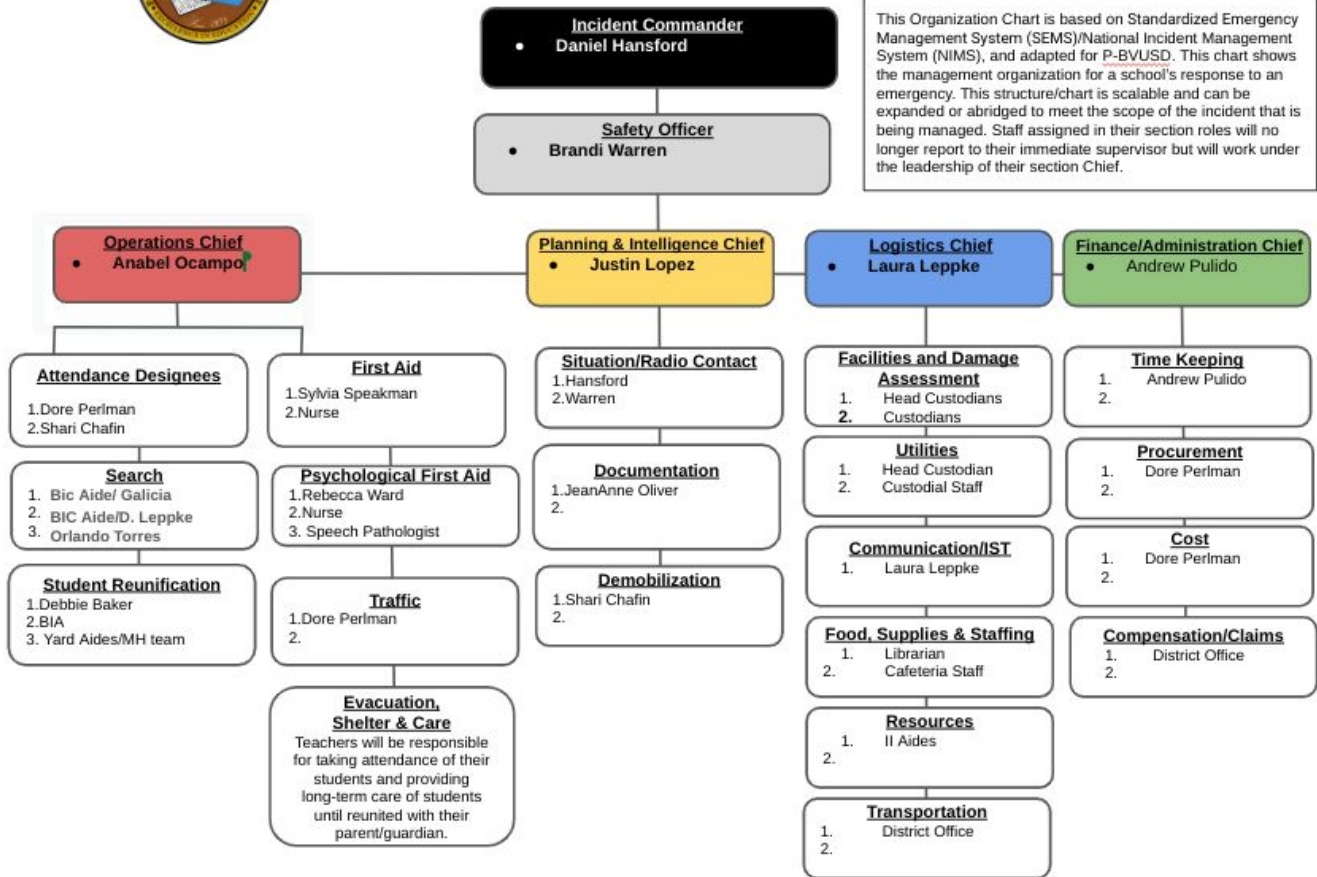 EXCELLENCE IN EDUCATION
Incident Commander
● Daniel Hansford
This Organization Chart is based on Standardized Emergency
Management System (SEMS)/National Incident Management
System (NIMS), and adapted for P-BVUSD. This chart shows
the management organization for a school's response to an
emergency. This structure/chart is scalable and can be
expanded or abridged to meet the scope of the incident that is
being managed. Staff assigned in their section roles will no
longer report to their immediate supervisor but will work under
the leadership of their section Chief.
Safety Officer
● Brandi Warren
Operations Chief
● Anabel Ocampo
Planning & Intelligence Chief
● Justin Lopez
Logistics Chief
● Laura Leppke
Finance/Administration Chief
● Andrew Pulido
Attendance Designees
1.Dore Perlman
2.Shari Chafin
Search
1. Bic Aide/ Galicia
2. BIC Aide/D. Leppke
3. Orlando Torres
Student Reunification
1.Debbie Baker
2.BIA
3. Yard Aides/MH team
First Aid
1.Sylvia Speakman
2.Nurse
Psychological First Aid
1.Rebecca Ward
2.Nurse
3. Speech Pathologist
Traffic
1.Dore Perlman
2.
Evacuation,
Shelter & Care
Teachers will be responsible
for taking attendance of their
students and providing
long-term care of students
until reunited with their
parent/guardian.
Situation/Radio Contact
1.Hansford
2.Warren
Documentation
1.JeanAnne Oliver
2.
Demobilization
1.Shari Chafin
2.
Facilities and Damage
Assessment
1. Head Custodians
2. Custodians
Utilities
1. Head Custodian
2. Custodial Staff
Communication/IST
1. Laura Leppke
Food, Supplies & Staffing
1. Librarian
2. Cafeteria Staff
Resources
1. II Aides
2.
Transportation
1. District Office
2.
Time Keeping
1. Andrew Pulido
2.
Procurement
1. Dore Perlman
2.
Cost
1. Dore Perlman
2.
Compensation/Claims
1. District Office
2.